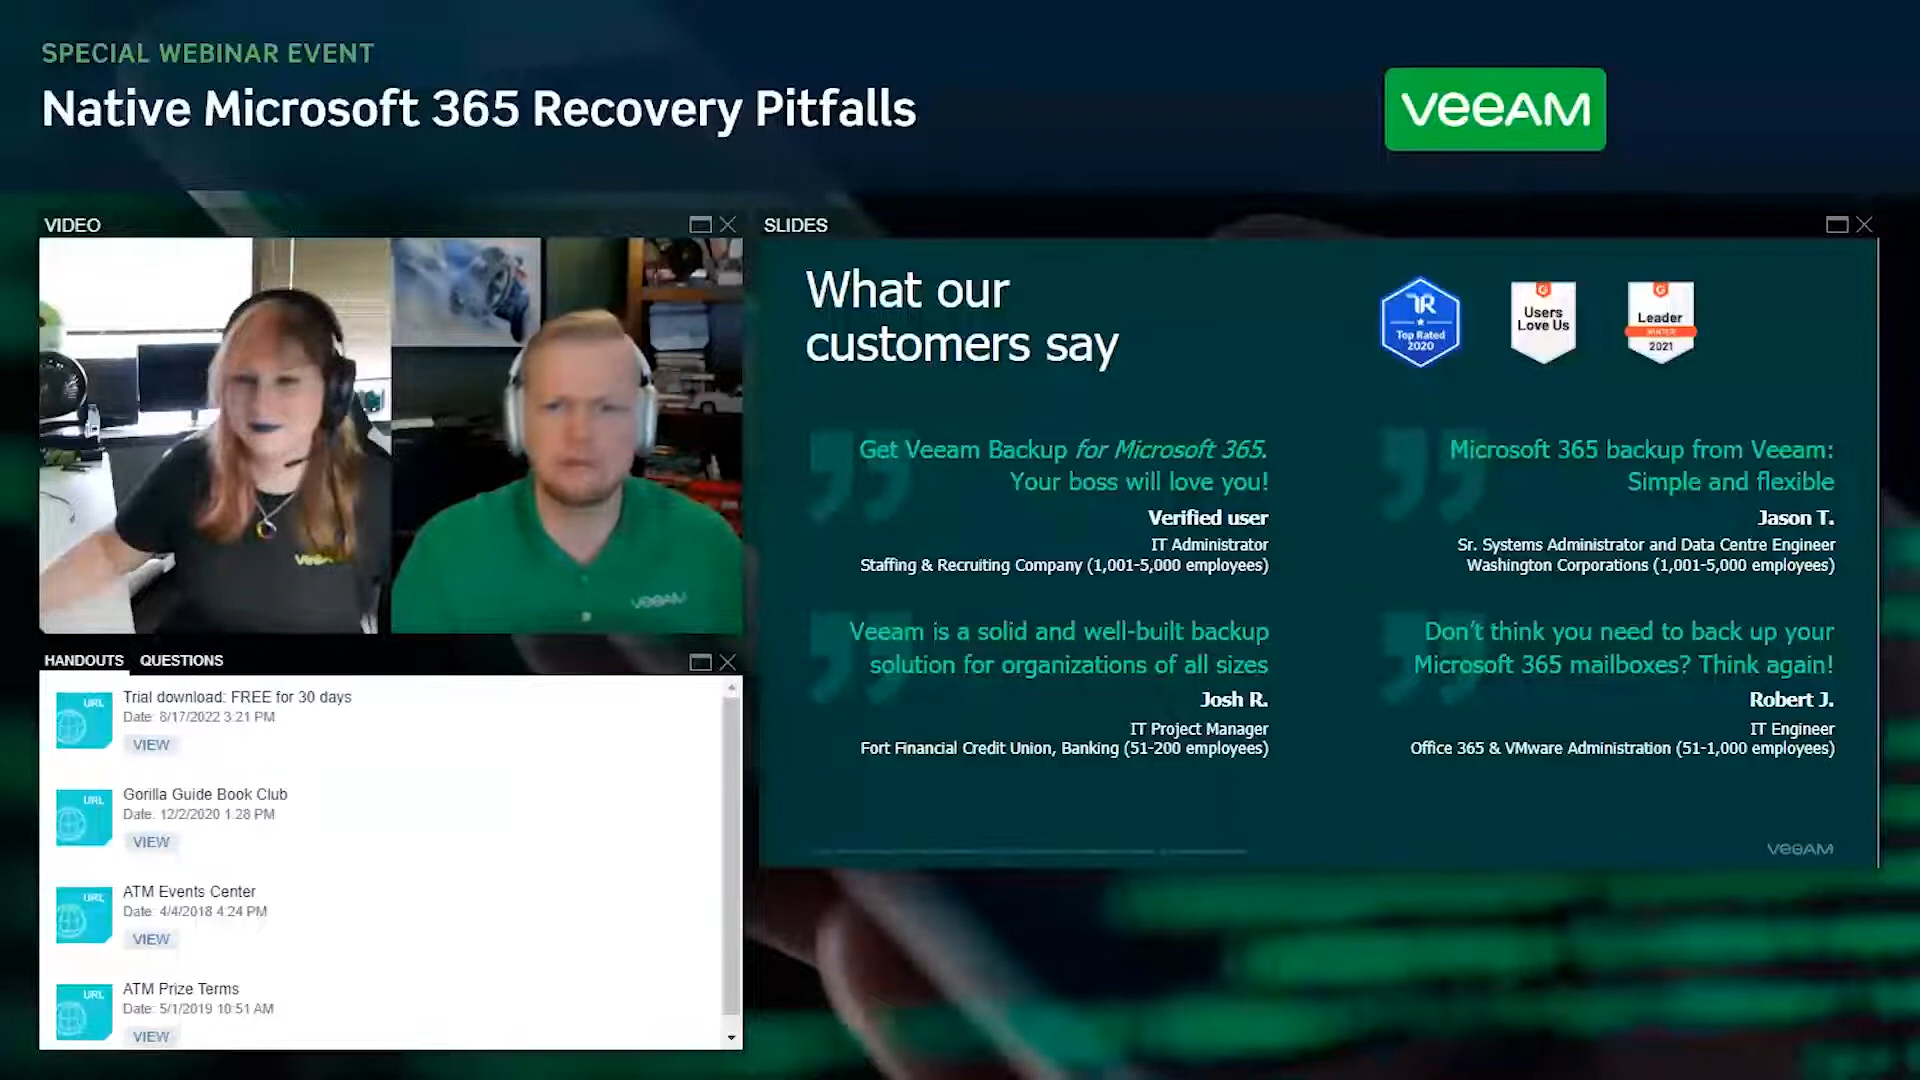 SPECIAL WEBINAR EVENT
Native Microsoft 365 Recovery Pitfalls
VEEAM
VIDEO
SLIDES
VEEAM
What our
customers say
TR
Top Rated
2020
Users
Love Us
Leader
WINTER
2021
Get Veeam Backup for Microsoft 365.
Your boss will love you!
Verified user
IT Administrator
Staffing & Recruiting Company (1,001-5,000 employees)
Microsoft 365 backup from Veeam:
Simple and flexible
Jason T.
Sr. Systems Administrator and Data Centre Engineer
Washington Corporations (1,001-5,000 employees)
Veeam is a solid and well-built backup
solution for organizations of all sizes
Josh R.
IT Project Manager
Fort Financial Credit Union, Banking (51-200 employees)
Don't think you need to back up your
Microsoft 365 mailboxes? Think again!
Robert J.
IT Engineer
Office 365 & VMware Administration (51-1,000 employees)
VEEAM
HANDOUTS QUESTIONS
URL
Trial download: FREE for 30 days
Date: 8/17/2022 3:21 PM
VIEW
URL
Gorilla Guide Book Club
Date: 12/2/2020 1:28 PM
VIEW
URL
ATM Events Center
Date: 4/4/2018 4:24 PM
VIEW
URL
ATM Prize Terms
Date: 5/1/2019 10:51 AM
VIEW